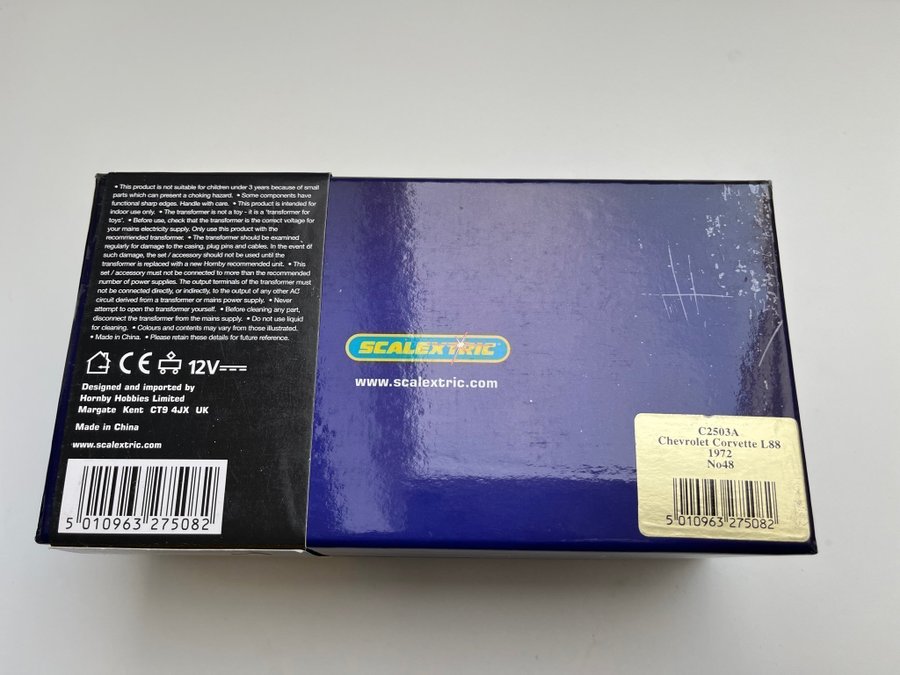 • This product is not suitable for children under 3 years because of small
parts which can present a choking hazard. • Some components have
functional sharp edges. Handle with care. • This product is intended for
indoor use only. • The transformer is not a toy - it is a 'transformer for
toys'. • Before use, check that the transformer is the correct voltage for
your mains electricity supply. Only use this product with the
recommended transformer. • The transformer should be examined
regularly for damage to the casing, plug pins and cables. In the event of
such damage, the set / accessory should not be used until the
transformer is replaced with a new Hornby recommended unit. • This
set / accessory must not be connected to more than the recommended
number of power supplies. The output terminals of the transformer must
not be connected directly, or indirectly, to the output of any other AC
circuit derived from a transformer or mains power supply. • Never
attempt to open the transformer yourself. • Before cleaning any part,
disconnect the transformer from the mains supply. • Do not use liquid
for cleaning. • Colours and contents may vary from those illustrated.
• Made in China. • Please retain these details for future reference.
CE 12V
Designed and imported by
Hornby Hobbies Limited
Margate Kent CT9 4JX UK
Made in China
www.scalextric.com
5 010963 275082
SCALEXTRIC
www.scalextric.com
C2503A
Chevrolet Corvette L88
1972
No48
5 010963 275082